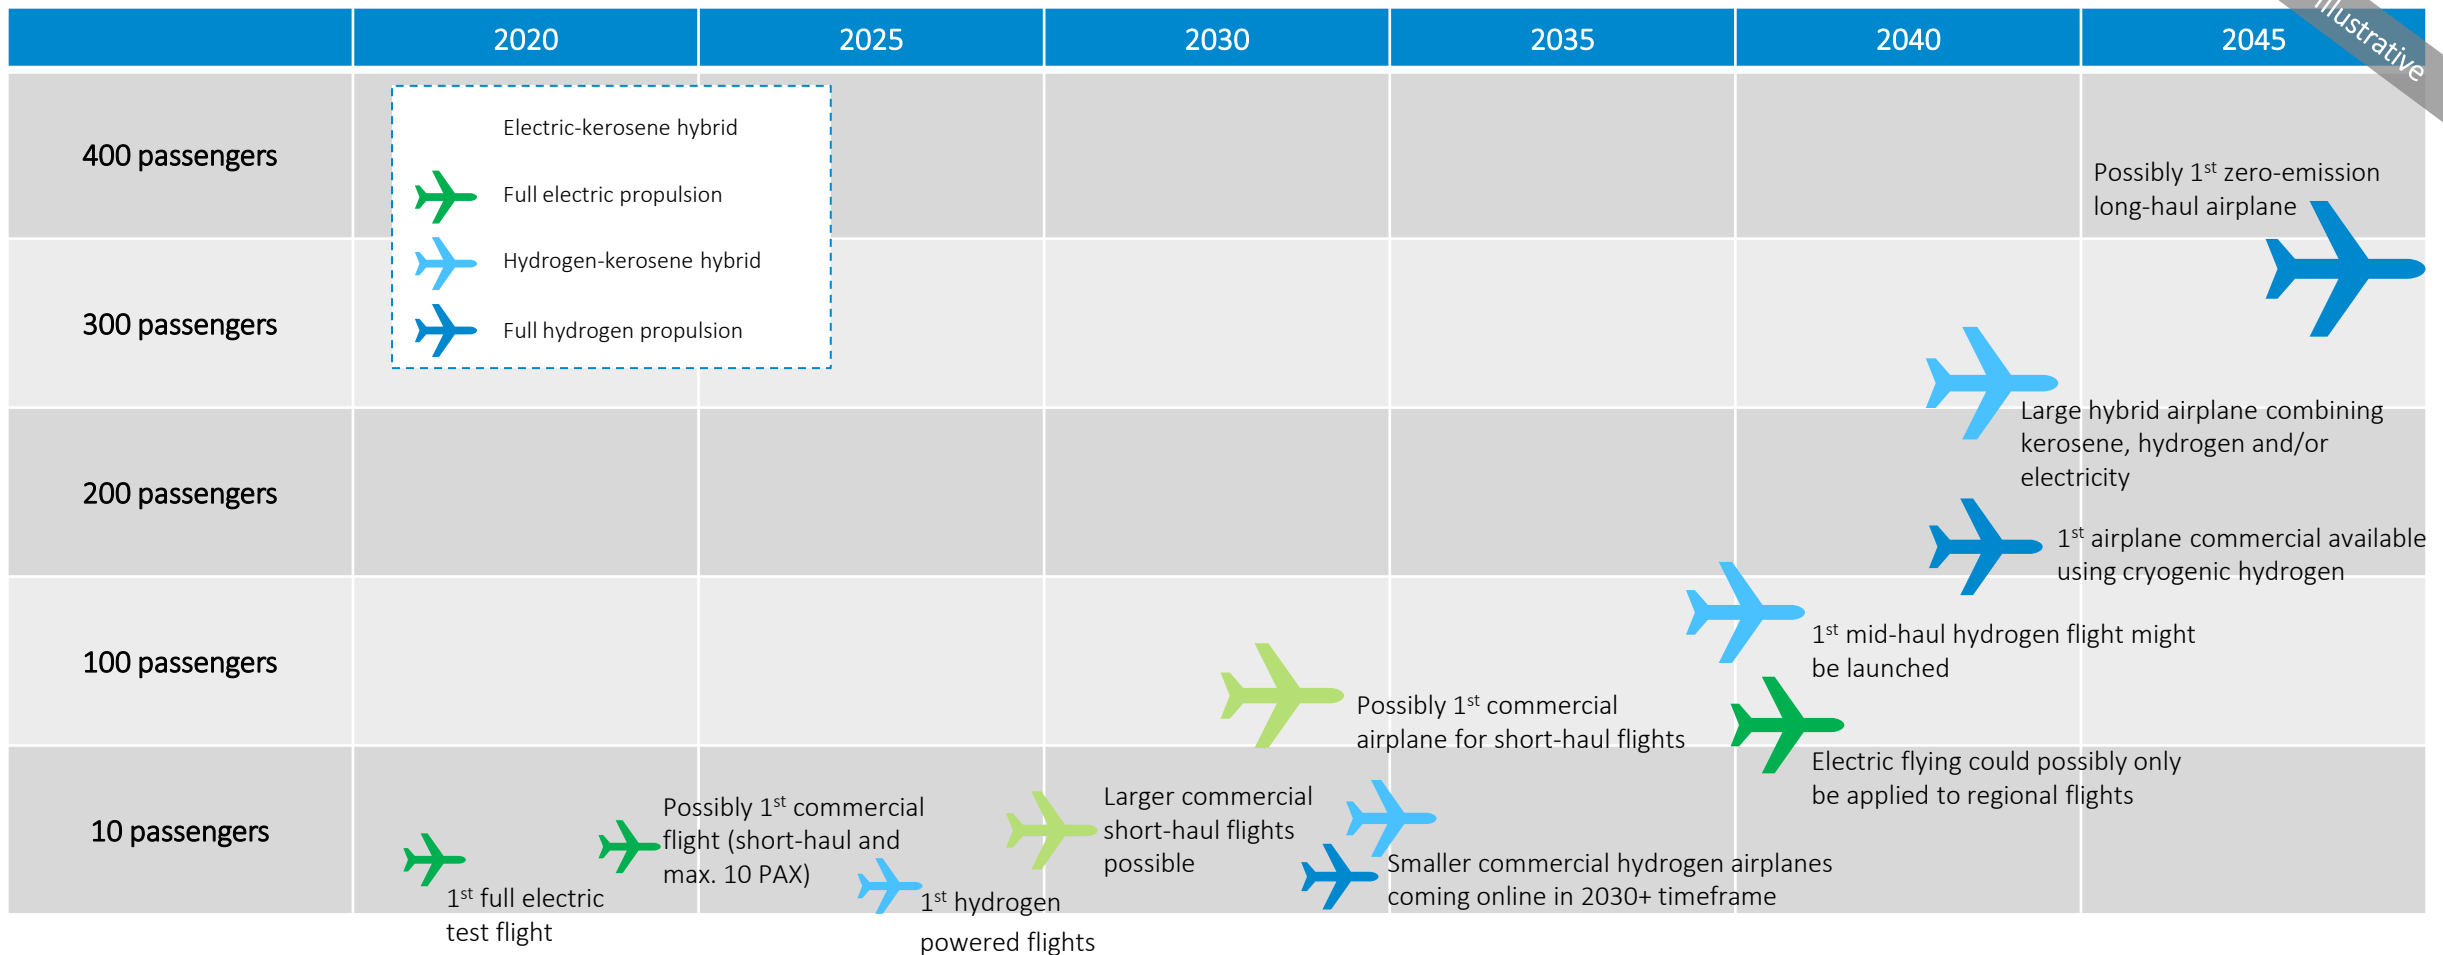 2020
2025
2030
2035
2040
2045
Illustrative
400 passengers
300 passengers
200 passengers
100 passengers
10 passengers
Electric-kerosene hybrid
Full electric propulsion
Hydrogen-kerosene hybrid
Full hydrogen propulsion
Possibly 1st zero-emission
long-haul airplane
Large hybrid airplane combining
kerosene, hydrogen and/or
electricity
1st airplane commercial available
using cryogenic hydrogen
1st mid-haul hydrogen flight might
be launched
Possibly 1st commercial
airplane for short-haul flights
Electric flying could possibly only
be applied to regional flights
Larger commercial
short-haul flights
possible
Possibly 1st commercial
flight (short-haul and
max. 10 PAX)
Smaller commercial hydrogen airplanes
coming online in 2030+ timeframe
1st full electric
test flight
1st hydrogen
powered flights